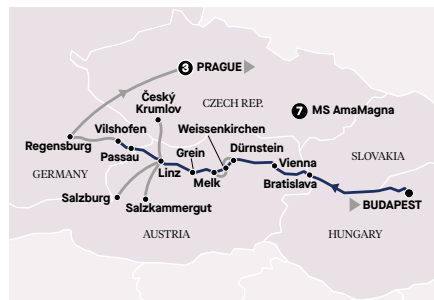 3 PRAGUE
Český
Krumlov
CZECH REP.
7 MS AmaMagna
Vilshofen
Weissenkirchen
Regensburg
Passau
Grein
Dürnstein
Linz
Melk
Vienna
SLOVAKIA
GERMANY
Bratislava
Salzburg
Salzkammergut
BUDAPEST
AUSTRIA
HUNGARY